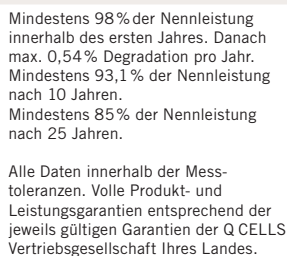 Mindestens 98 % der Nennleistung
innerhalb des ersten Jahres. Danach
max. 0,54 % Degradation pro Jahr.
Mindestens 93,1 % der Nennleistung
nach 10 Jahren.
Mindestens 85 % der Nennleistung
nach 25 Jahren.
Alle Daten innerhalb der Mess-
toleranzen. Volle Produkt- und
Leistungsgarantien entsprechend der
jeweils gültigen Garantien der Q CELLS
Vertriebsgesellschaft Ihres Landes.